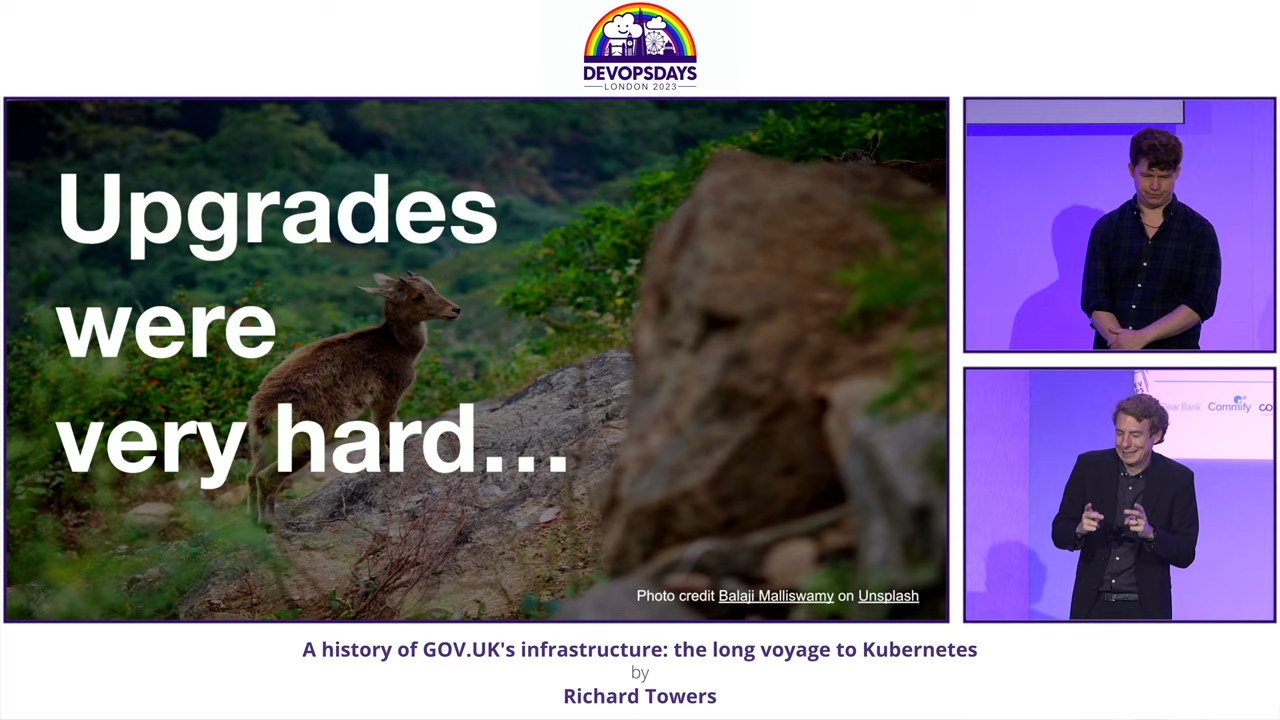 DEVOPSDAYS
LONDON 2023
Upgrades
were
very hard...
Photo credit Balaji Malliswamy on Unsplash
Commify
A history of GOV.UK's infrastructure: the long voyage to Kubernetes
by
Richard Towers